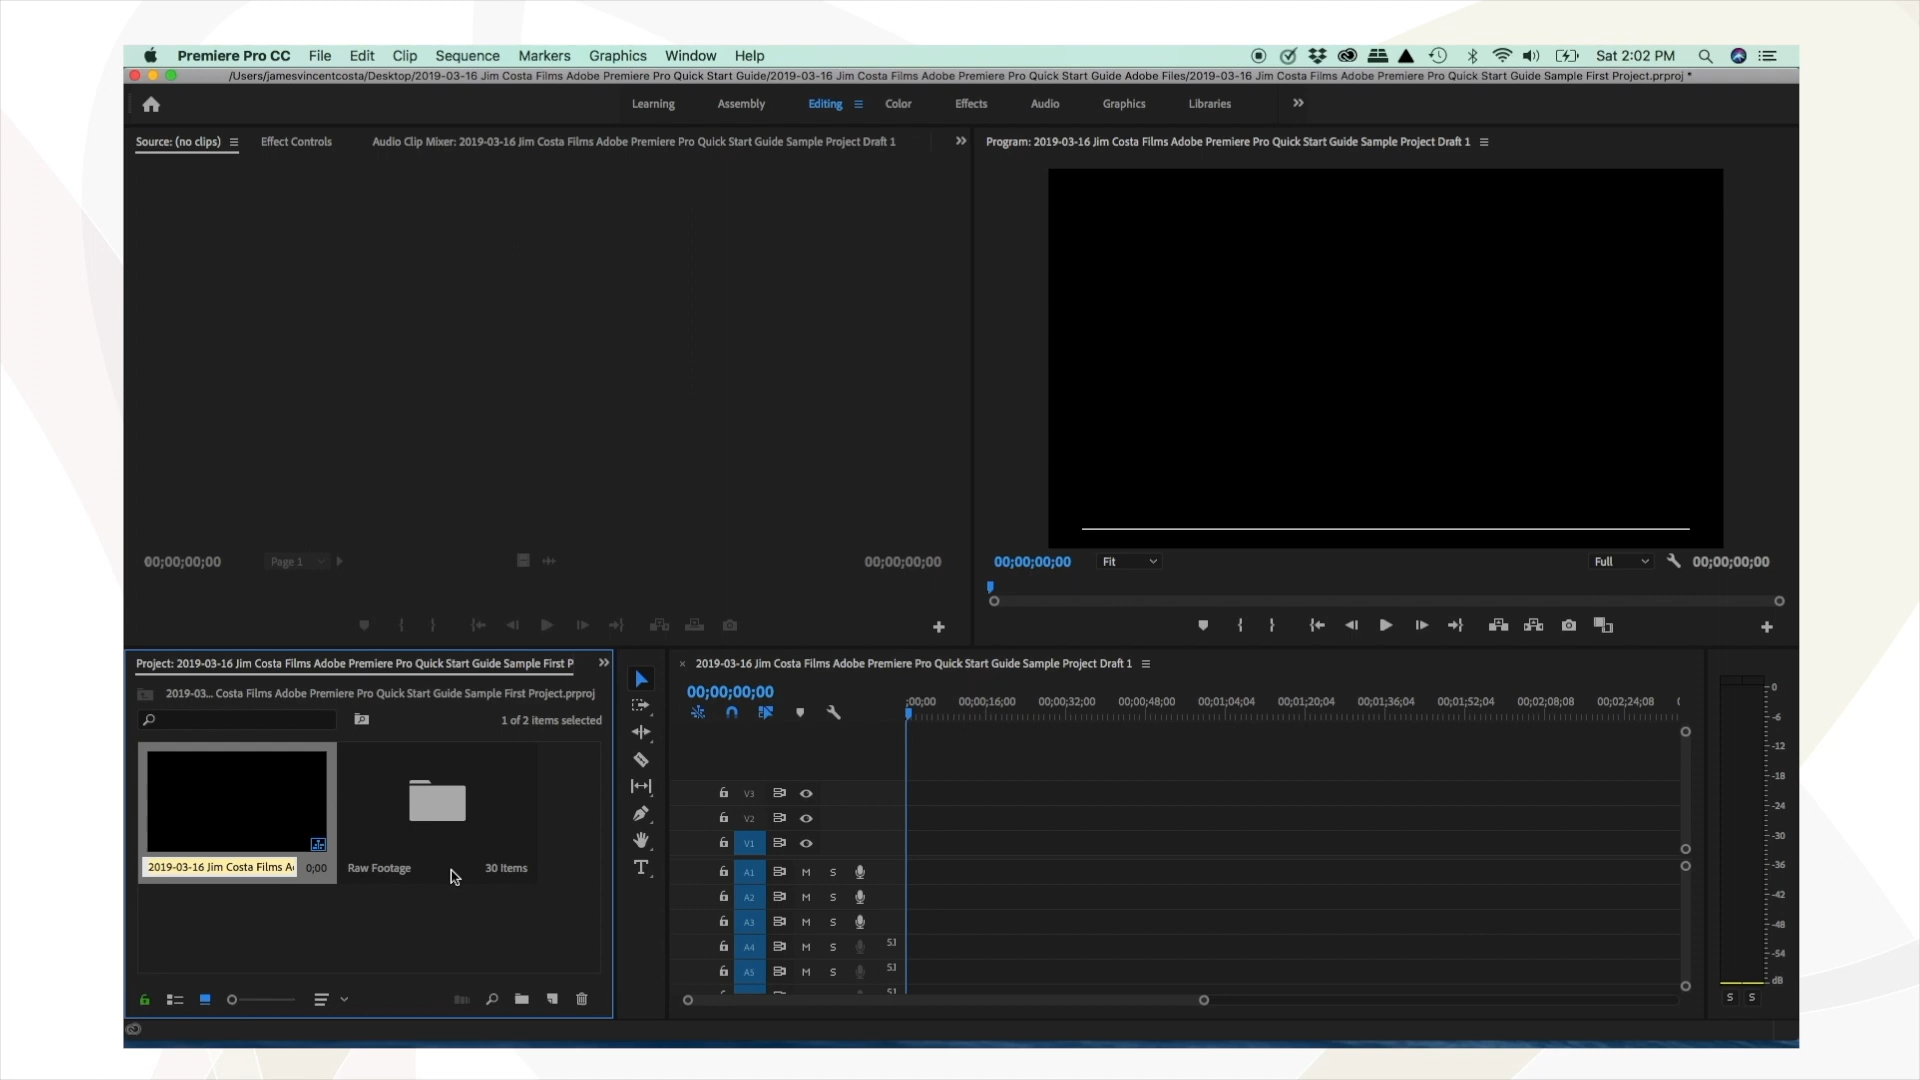 Premiere Pro CC File Edit Clip Sequence Markers Graphics Window Help Sat 2:02 PM
/Users/jamesvincentcosta/Desktop/2019-03-16 Jim Costa Films Adobe Premiere Pro Quick Start Guide/2019-03-16 Jim Costa Films Adobe Premiere Pro Quick Start Guide Adobe Files/2019-03-16 Jim Costa Films Adobe Premiere Pro Quick Start Guide Sample First Project.prproj *
Learning Assembly Editing Color Effects Audio Graphics Libraries
Source: (no clips) Effect Controls Audio Clip Mixer: 2019-03-16 Jim Costa Films Adobe Premiere Pro Quick Start Guide Sample Project Draft 1
Program: 2019-03-16 Jim Costa Films Adobe Premiere Pro Quick Start Guide Sample Project Draft 1
00;00;00;00 Page 1 00;00;00;00
00;00;00;00 Fit Full 00;00;00;00
Project: 2019-03-16 Jim Costa Films Adobe Premiere Pro Quick Start Guide Sample First P
2019-03... Costa Films Adobe Premiere Pro Quick Start Guide Sample First Project.prproj
1 of 2 items selected
2019-03-16 Jim Costa Films A 0;00
Raw Footage 30 Items
× 2019-03-16 Jim Costa Films Adobe Premiere Pro Quick Start Guide Sample Project Draft 1
00;00;00;00
;00;00 00;00;16;00 00;00;32;00 00;00;48;00 00;01;04;04 00;01;20;04 00;01;36;04 00;01;52;04 00;02;08;08 00;02;24;08
V3
V2
V1
A1 M S
A2 M S
A3 M S
A4 M S S1
A5 M S S1
S1
0
-6
-12
-18
-24
-30
-36
-42
-48
-54
dB
S S